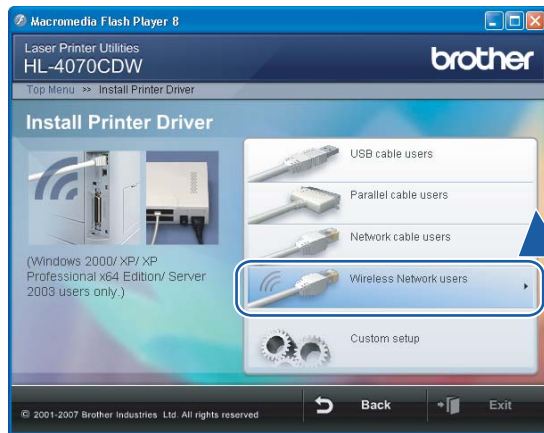 Macromedia Flash Player 8
Laser Printer Utilities
HL-4070CDW
brother
Top Menu >> Install Printer Driver
Install Printer Driver
USB cable users
Parallel cable users
Network cable users
Wireless Network users
Custom setup
(Windows 2000/ XP/ XP
Professional x64 Edition/ Server
2003 users only.)
© 2001-2007 Brother Industries Ltd. All rights reserved
Back
Exit